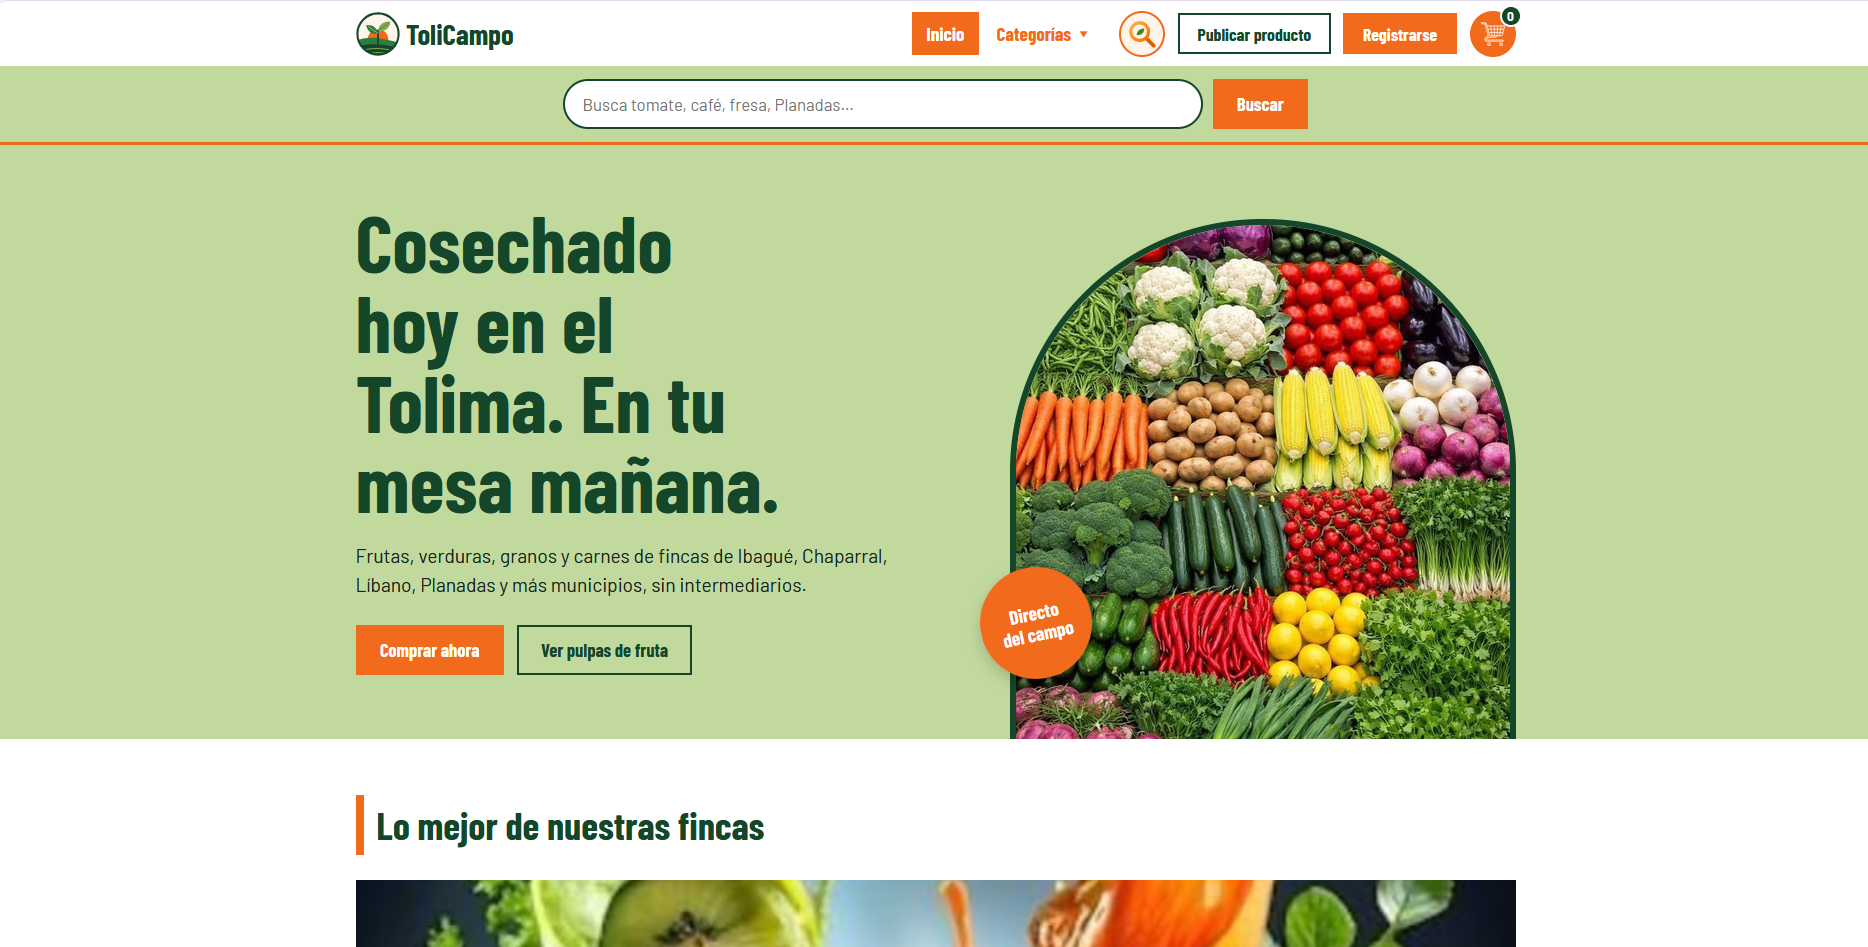 ToliCampo
Inicio
Categorías
Publicar producto
Registrarse
0
Busca tomate, café, fresa, Planadas...
Buscar
Cosechado
hoy en el
Tolima. En tu
mesa mañana.
Frutas, verduras, granos y carnes de fincas de Ibagué, Chaparral,
Líbano, Planadas y más municipios, sin intermediarios.
Comprar ahora
Ver pulpas de fruta
Directo
del campo
Lo mejor de nuestras fincas